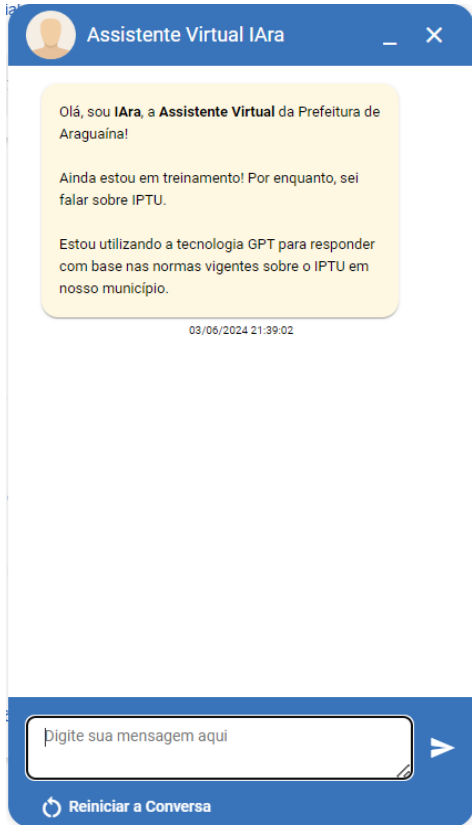 Assistente Virtual IAra
Olá, sou IAra, a Assistente Virtual da Prefeitura de
Araguaína!
Ainda estou em treinamento! Por enquanto, sei
falar sobre IPTU.
Estou utilizando a tecnologia GPT para responder
com base nas normas vigentes sobre o IPTU em
nosso município.
03/06/2024 21:39:02
Digite sua mensagem aqui
Reiniciar a Conversa